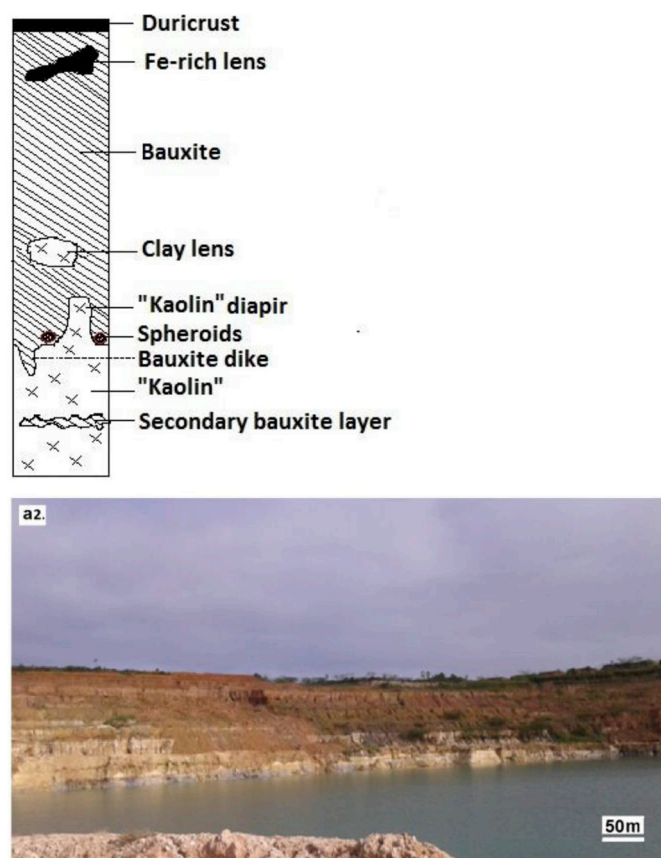 Duricrust
Fe-rich lens
Bauxite
Clay lens
"Kaolin" diapir
Spheroids
Bauxite dike
"Kaolin"
Secondary bauxite layer
a2.
50m